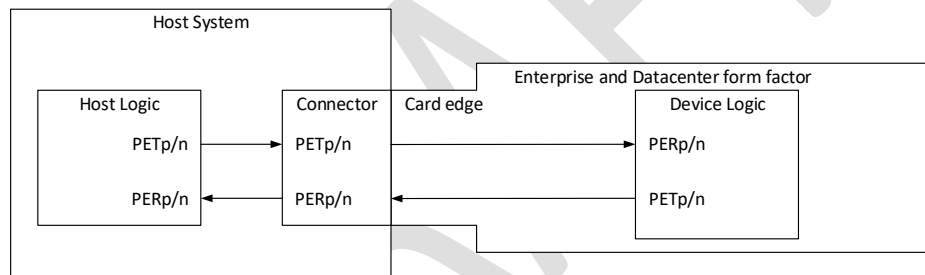 Host System
Enterprise and Datacenter form factor
Host Logic
Connector
Card edge
Device Logic
PETp/n
PETp/n
PERp/n
PERp/n
PERp/n
PETp/n